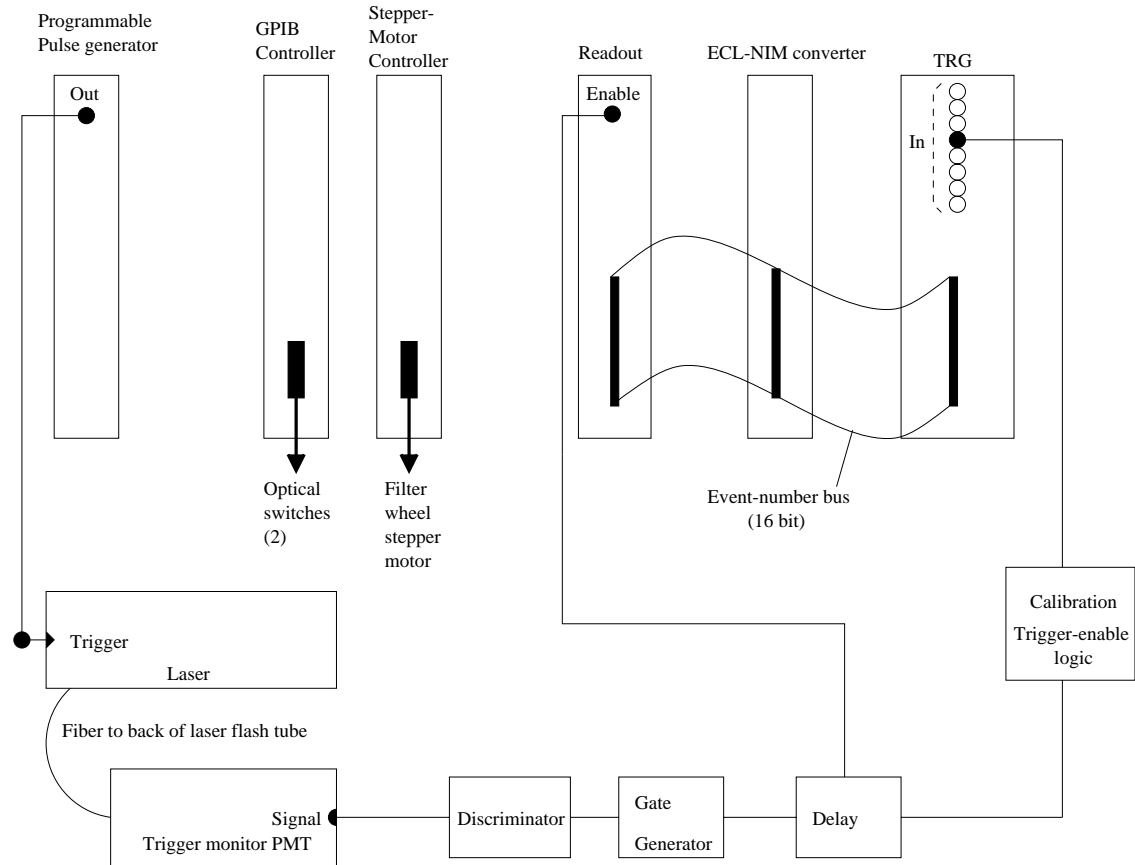 Programmable
Pulse generator
GPIB
Controller
Stepper-
Motor
Controller
Readout
ECL-NIM converter
TRG
Out
Enable
In
Optical
switches
(2)
Filter
wheel
stepper
motor
Event-number bus
(16 bit)
Calibration
Trigger-enable
logic
Trigger
Laser
Fiber to back of laser flash tube
Signal
Trigger monitor PMT
Discriminator
Gate
Generator
Delay